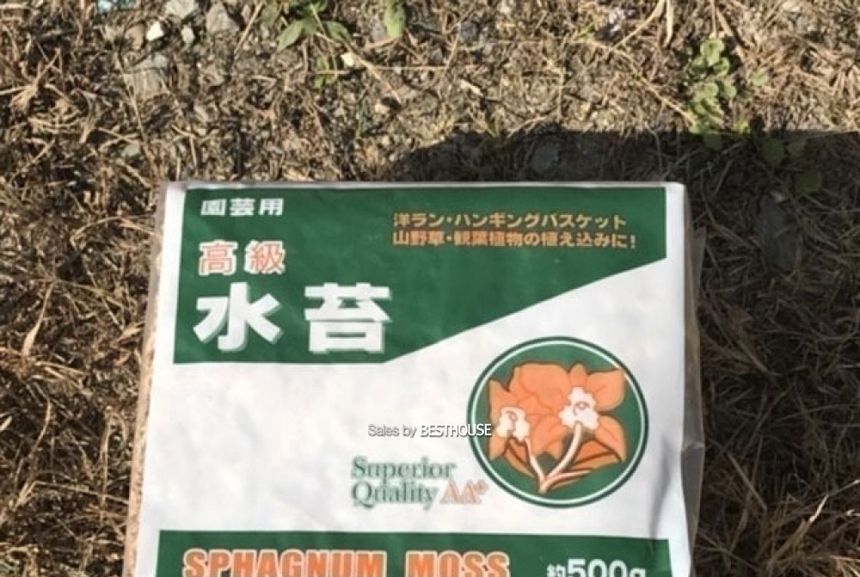 園芸用
洋ラン・ハンギングバスケット
山野草・観葉植物の植え込みに!
高級
水苔
Sales by BESTHOUSE
Superior
Quality AA+
SPHAGNUM MOSS 約500g